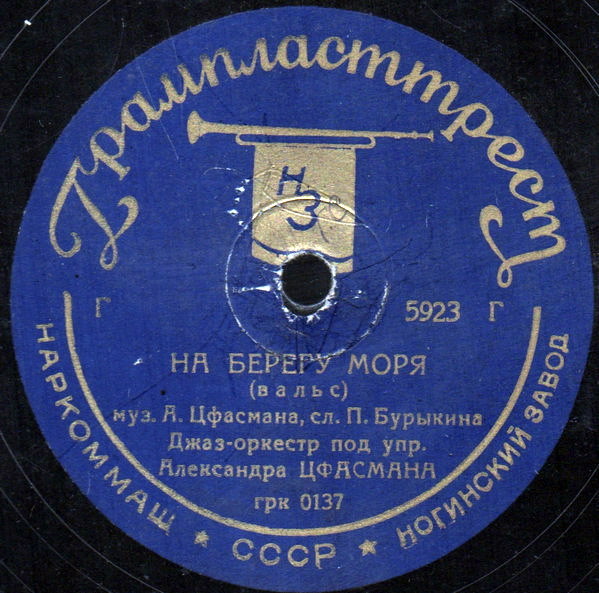 Грампласттрест
НЗ
Г 5923 Г
НА БЕРЕГУ МОРЯ
(вальс)
муз. А. Цфасмана, сл. П. Бурыкина
Джаз-оркестр под упр.
Александра ЦФАСМАНА
грк 0137
НАРКОММАШ ★ СССР ★ НОГИНСКИЙ ЗАВОД